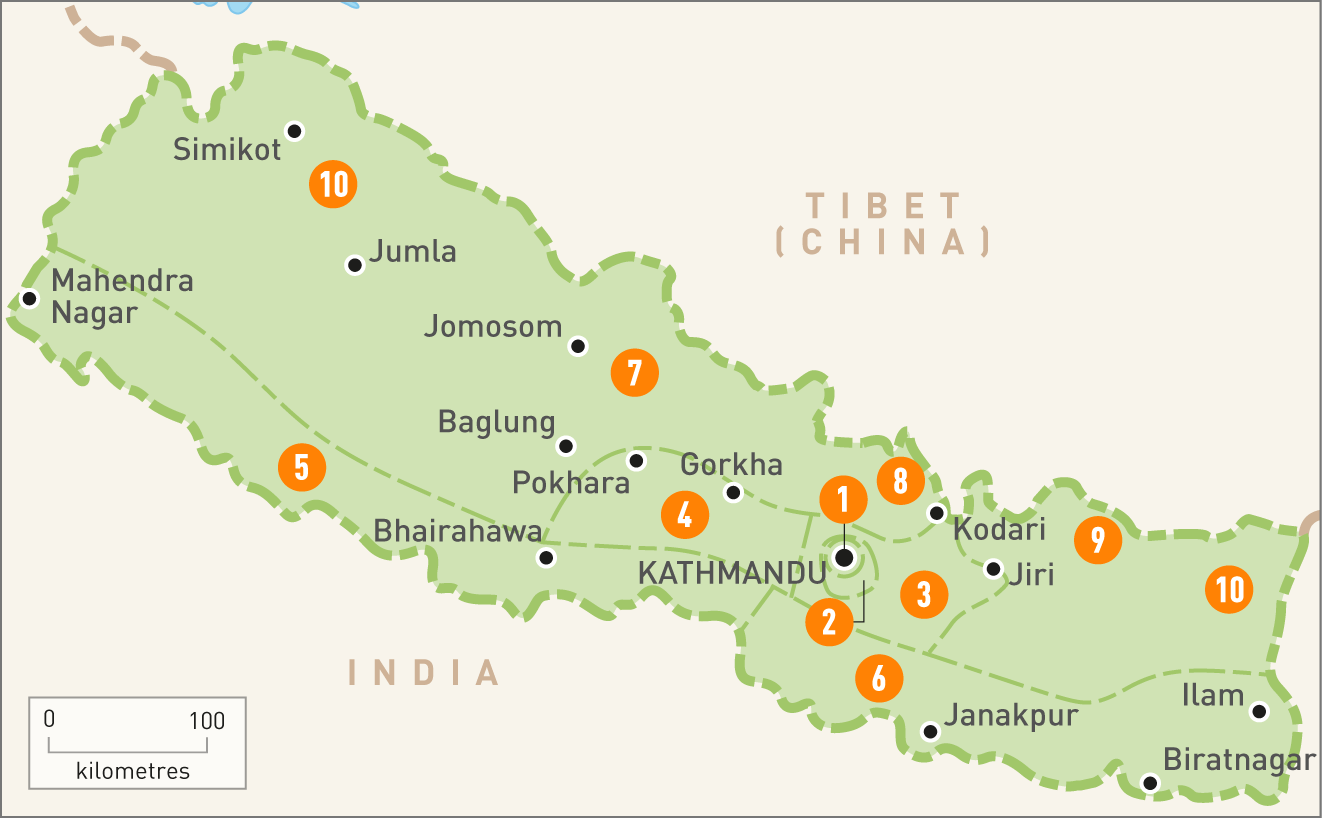 Simikot
10
TIBET
(CHINA)
Jumla
Mahendra
Nagar
Jomosom
7
Baglung
Pokhara
Gorkha
5
8
1
4
Kodari
Bhairahawa
9
KATHMANDU
Jiri
3
10
2
INDIA
6
Ilam
Janakpur
0 100
kilometres
Biratnagar